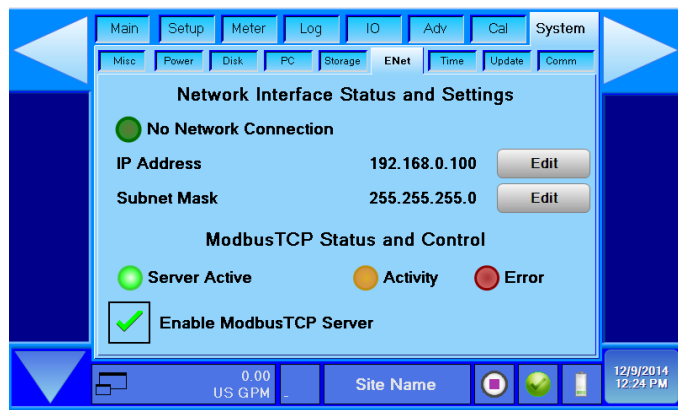 Main Setup Meter Log IO Adv Cal System
Misc Power Disk PC Storage ENet Time Update Comm
Network Interface Status and Settings
No Network Connection
IP Address 192.168.0.100 Edit
Subnet Mask 255.255.255.0 Edit
ModbusTCP Status and Control
Server Active Activity Error
Enable ModbusTCP Server
0.00
US GPM - Site Name
12/9/2014
12:24 PM